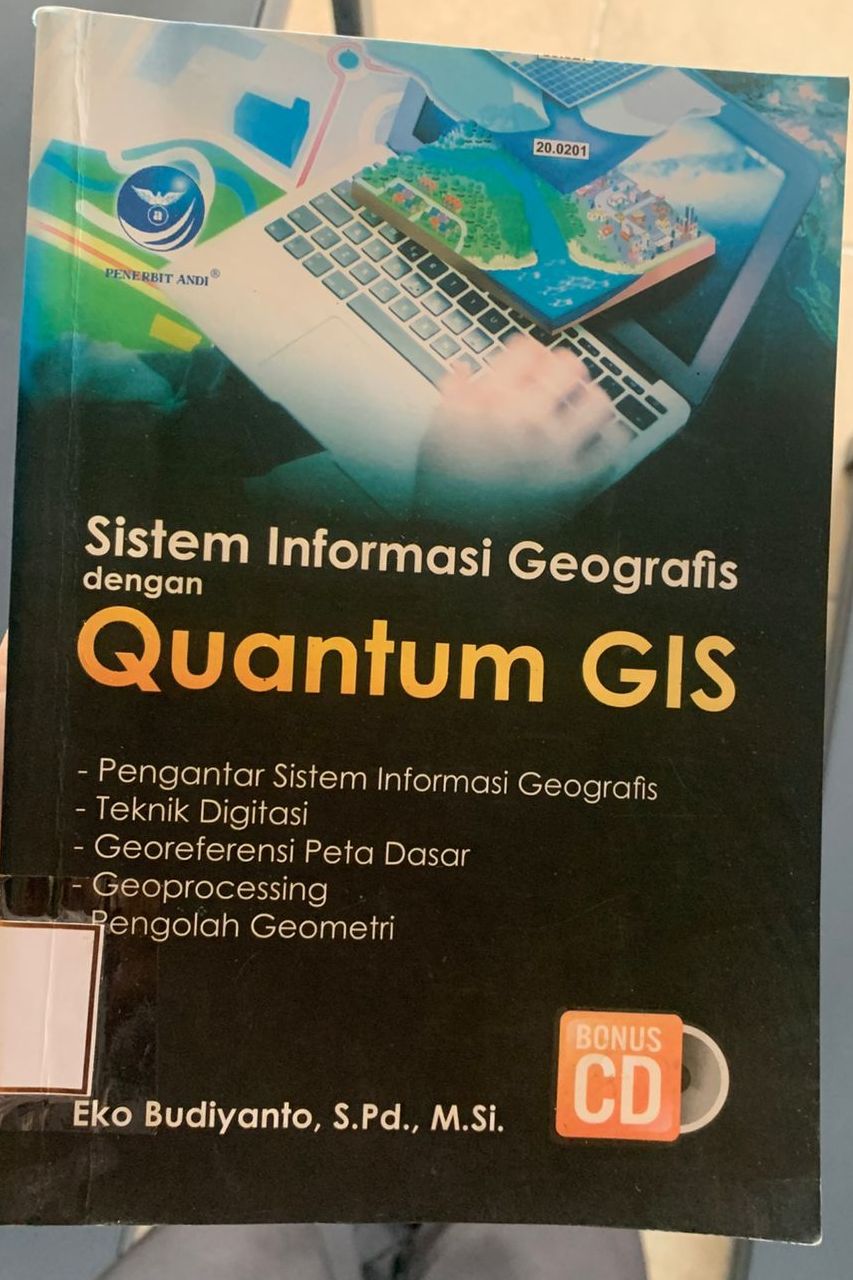 20.0201
a
PENERBIT ANDI®
Sistem Informasi Geografis
dengan
Quantum GIS
- Pengantar Sistem Informasi Geografis
- Teknik Digitasi
- Georeferensi Peta Dasar
- Geoprocessing
Pengolah Geometri
BONUS
CD
Eko Budiyanto, S.Pd., M.Si.